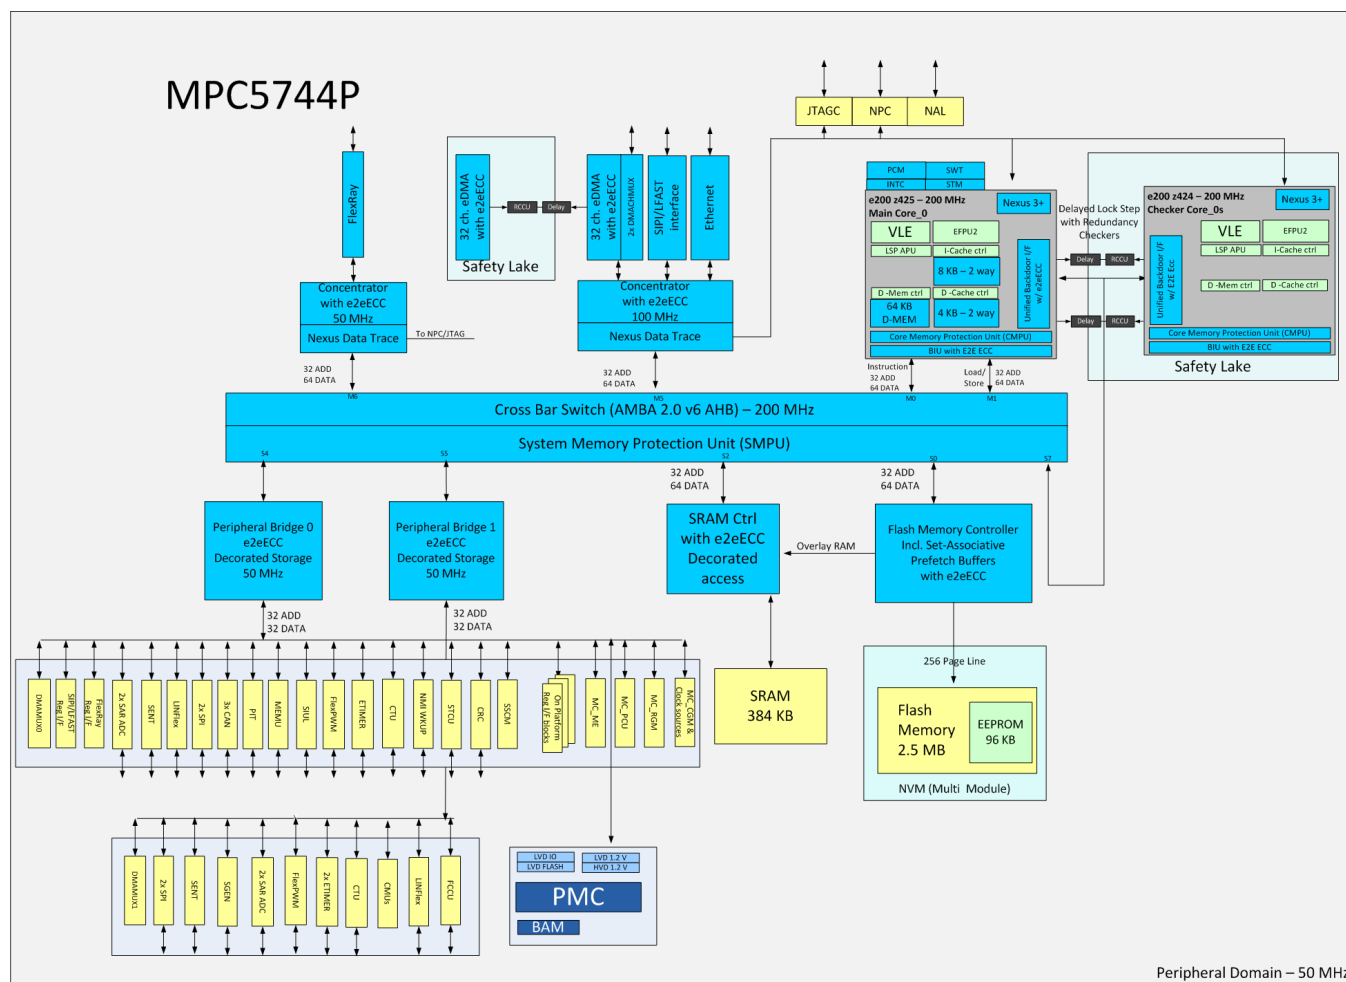 MPC5744P
JTAGC
NPC
NAL
FlexRay
32 ch. eDMA
with e2eECC
RCCU
Delay
Safety Lake
32 ch. eDMA
with e2eECC
2x DMACHMUX
SIPI/LFAST
interface
Ethernet
PCM
SWT
INTC
STM
e200 z425 – 200 MHz
Main Core_0
Nexus 3+
VLE
EFPU2
LSP APU
I-Cache ctrl
8 KB – 2 way
D -Mem ctrl
D -Cache ctrl
64 KB
D-MEM
4 KB – 2 way
Unified Backdoor I/F
w/ e2eECC
Core Memory Protection Unit (CMPU)
BIU with E2E ECC
Delayed Lock Step
with Redundancy
Checkers
Delay
RCCU
Delay
RCCU
e200 z424 – 200 MHz
Checker Core_0s
Nexus 3+
VLE
EFPU2
LSP APU
I-Cache ctrl
D -Mem ctrl
D -Cache ctrl
Unified Backdoor I/F
w/ E2E Ecc
Core Memory Protection Unit (CMPU)
BIU with E2E ECC
Safety Lake
Concentrator
with e2eECC
50 MHz
Nexus Data Trace
To NPC/JTAG
Concentrator
with e2eECC
100 MHz
Nexus Data Trace
32 ADD
64 DATA
M6
32 ADD
64 DATA
M5
Instruction
32 ADD
64 DATA
M0
Load/
Store
32 ADD
64 DATA
M1
Cross Bar Switch (AMBA 2.0 v6 AHB) – 200 MHz
System Memory Protection Unit (SMPU)
S4
S5
S2
S0
S7
32 ADD
64 DATA
32 ADD
64 DATA
Peripheral Bridge 0
e2eECC
Decorated Storage
50 MHz
Peripheral Bridge 1
e2eECC
Decorated Storage
50 MHz
SRAM Ctrl
with e2eECC
Decorated
access
Overlay RAM
Flash Memory Controller
Incl. Set-Associative
Prefetch Buffers
with e2eECC
32 ADD
32 DATA
32 ADD
32 DATA
DMAMUX0
SIPI/LFAST
Reg I/F
FlexRay
Reg I/F
2x SAR ADC
SENT
LINFlex
2x SPI
3x CAN
PIT
MEMU
SIUL
FlexPWM
ETIMER
CTU
NMI WKUP
STCU
CRC
SSCM
On Platform
Reg I/F blocks
MC_ME
MC_PCU
MC_RGM
MC_CGM &
Clock sources
SRAM
384 KB
256 Page Line
Flash
Memory
2.5 MB
EEPROM
96 KB
NVM (Multi Module)
DMAMUX1
2x SPI
SENT
SGEN
2x SAR ADC
FlexPWM
2x ETIMER
CTU
CMUs
LINFlex
FCCU
LVD IO
LVD 1.2 V
LVD FLASH
HVD 1.2 V
PMC
BAM
Peripheral Domain – 50 MHz